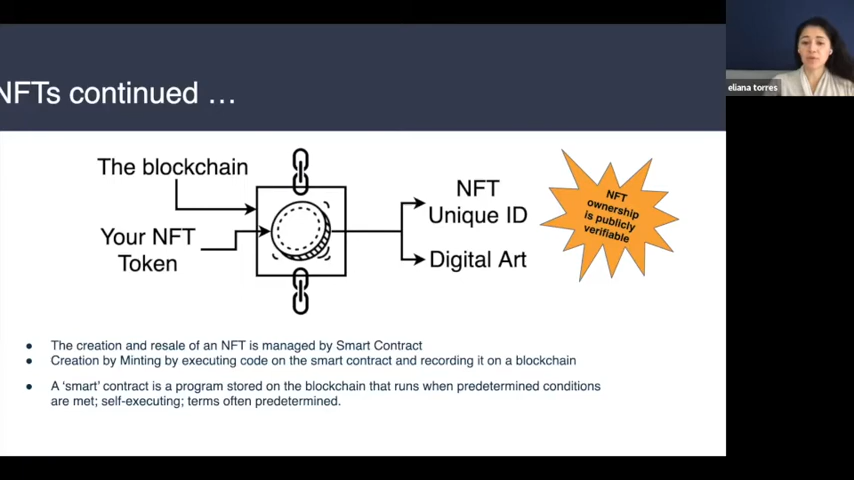 NFTs continued …
eliana torres
The blockchain
Your NFT
Token
NFT
Unique ID
Digital Art
NFT
ownership
is publicly
verifiable
The creation and resale of an NFT is managed by Smart Contract
Creation by Minting by executing code on the smart contract and recording it on a blockchain
A ‘smart’ contract is a program stored on the blockchain that runs when predetermined conditions
are met; self-executing; terms often predetermined.